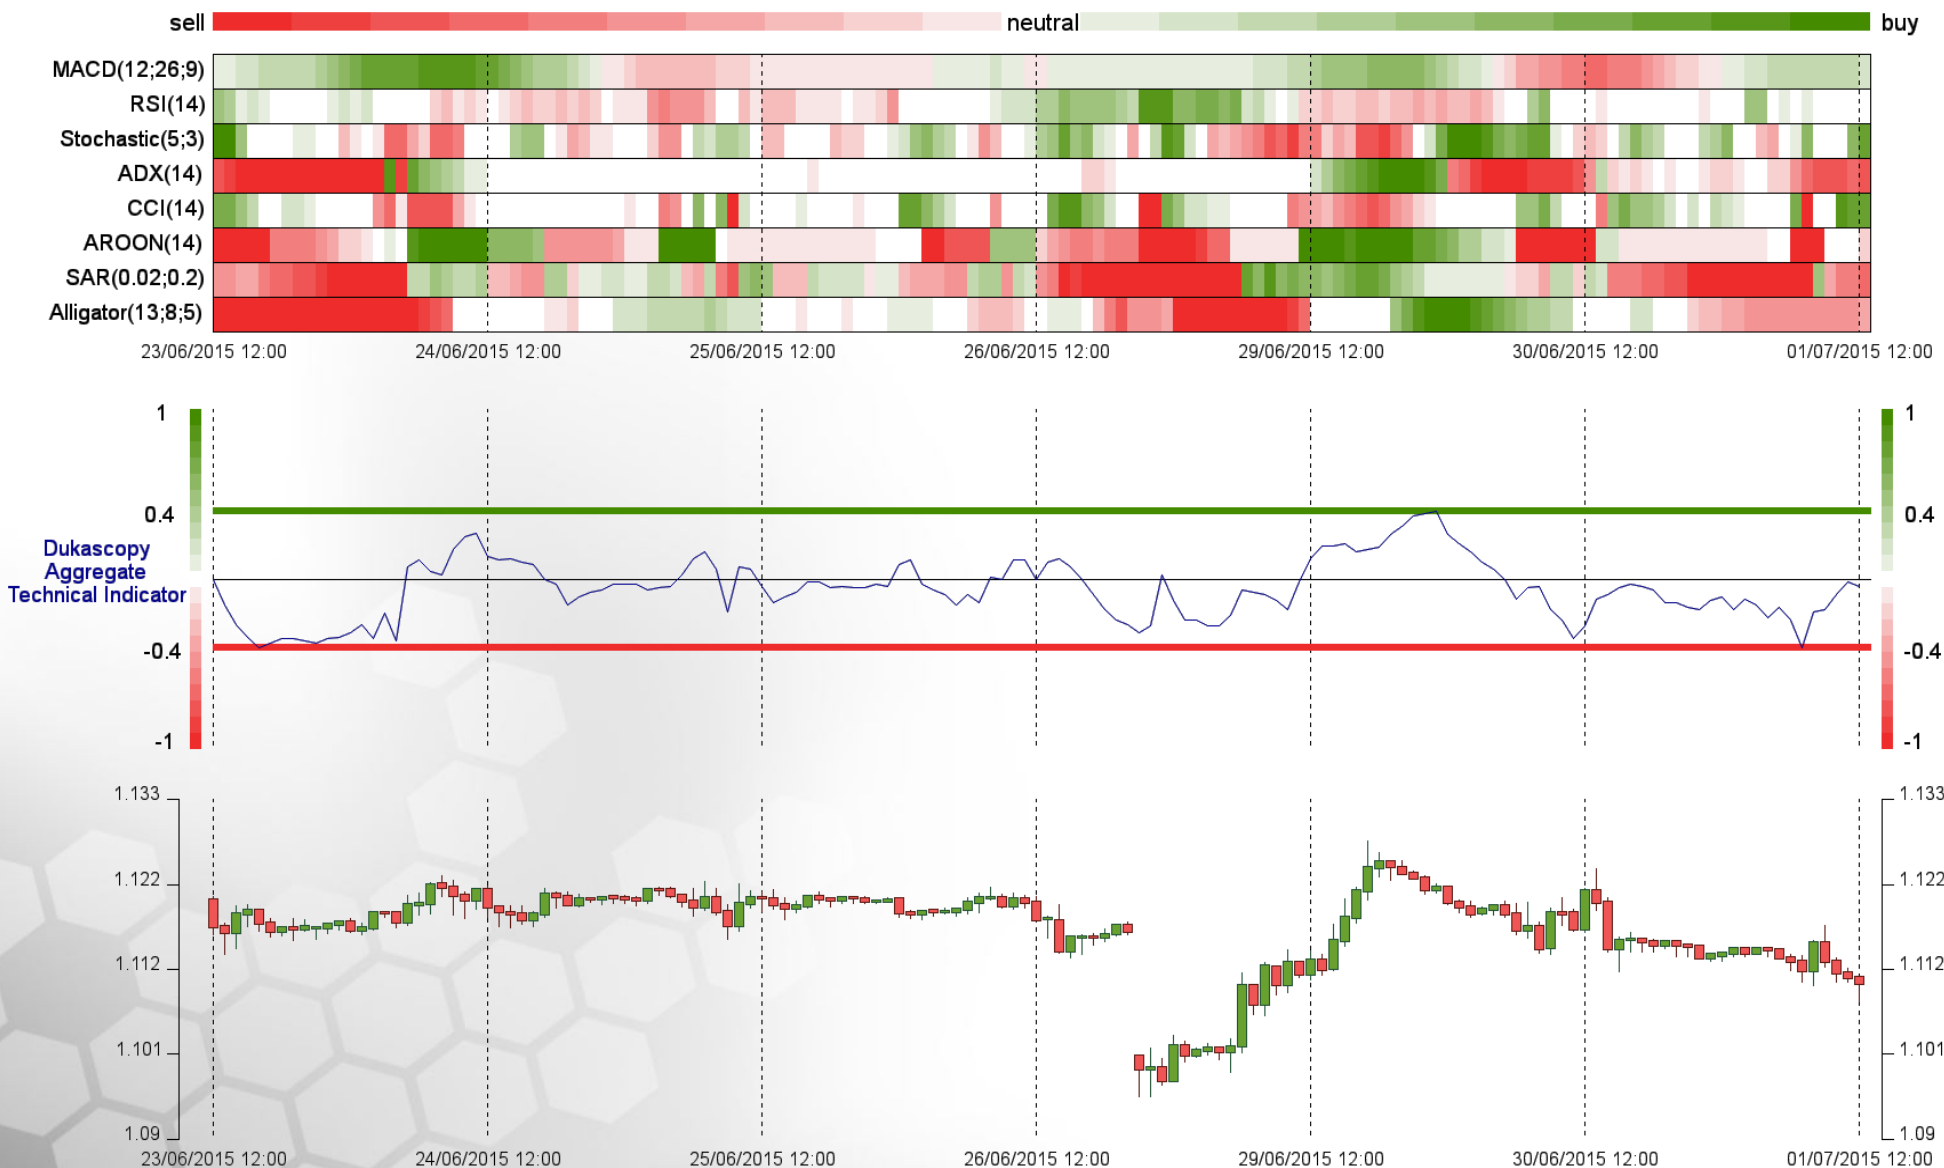 sell neutral buy
MACD(12;26;9)
RSI(14)
Stochastic(5;3)
ADX(14)
CCI(14)
AROON(14)
SAR(0.02;0.2)
Alligator(13;8;5)
23/06/2015 12:00 24/06/2015 12:00 25/06/2015 12:00 26/06/2015 12:00 29/06/2015 12:00 30/06/2015 12:00 01/07/2015 12:00
1 1
0.4 0.4
Dukascopy
Aggregate
Technical Indicator
-0.4 -0.4
-1 -1
1.133 1.133
1.122 1.122
1.112 1.112
1.101 1.101
1.09 1.09
23/06/2015 12:00 24/06/2015 12:00 25/06/2015 12:00 26/06/2015 12:00 29/06/2015 12:00 30/06/2015 12:00 01/07/2015 12:00